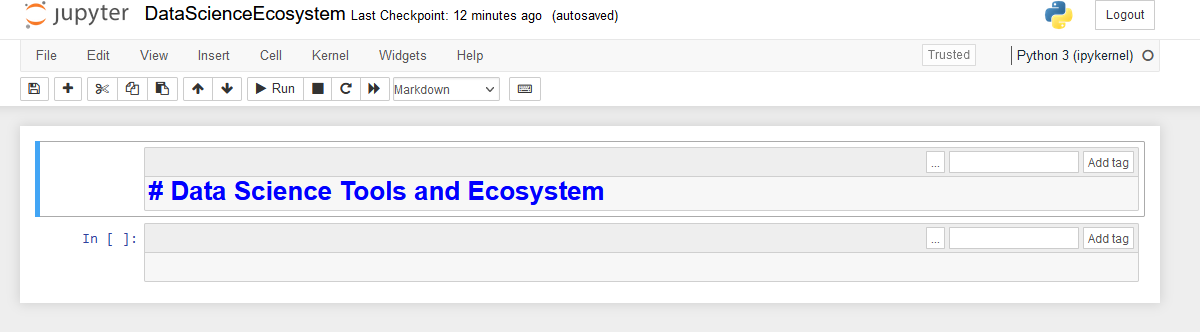 jupyter DataScienceEcosystem Last Checkpoint: 12 minutes ago (autosaved) Logout
File Edit View Insert Cell Kernel Widgets Help Trusted Python 3 (ipykernel)
Run Markdown
... Add tag
# Data Science Tools and Ecosystem
In [ ]: ... Add tag